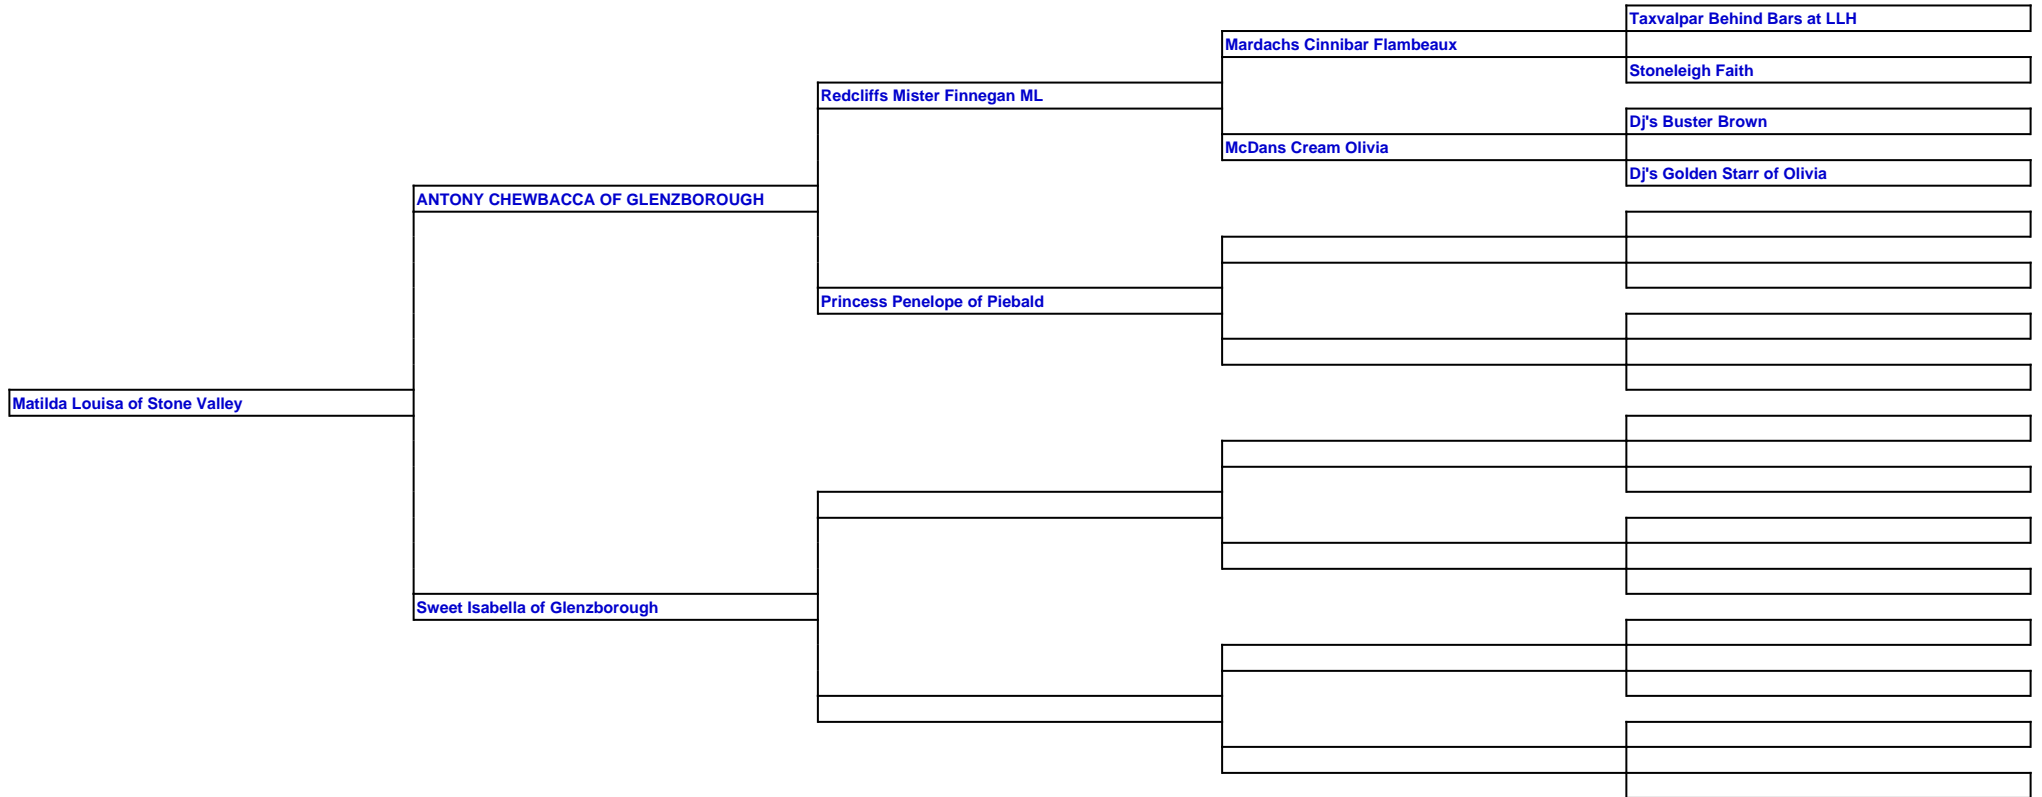 Taxvalpar Behind Bars at LLH
Mardachs Cinnibar Flambeaux
Stoneleigh Faith
Redcliffs Mister Finnegan ML
Dj's Buster Brown
McDans Cream Olivia
Dj's Golden Starr of Olivia
ANTONY CHEWBACCA OF GLENZBOROUGH
Princess Penelope of Piebald
Matilda Louisa of Stone Valley
Sweet Isabella of Glenzborough